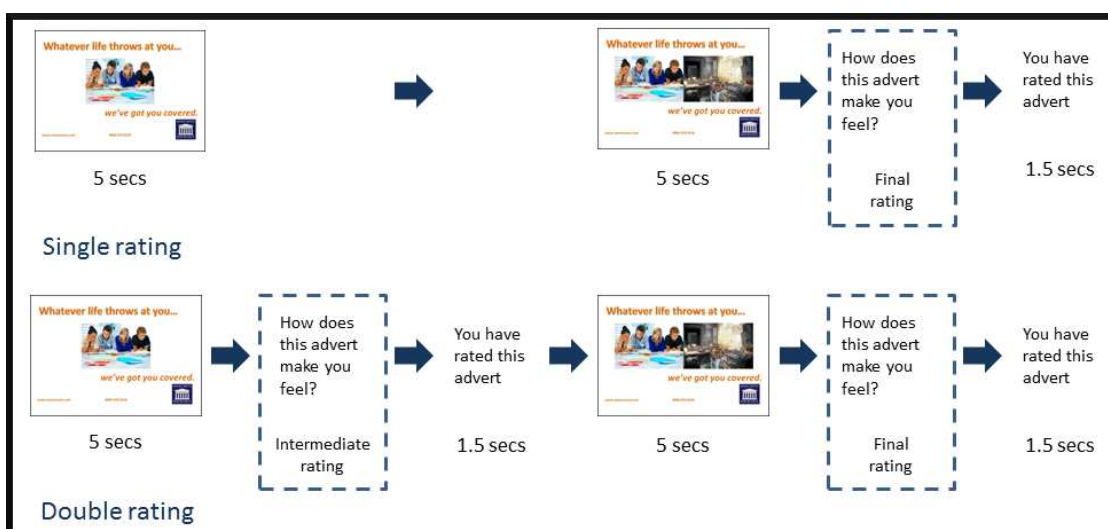 Whatever life throws at you...
we've got you covered.
5 secs
Whatever life throws at you...
we've got you covered.
5 secs
How does
this advert
make you
feel?
Final
rating
You have
rated this
advert
1.5 secs
Single rating
Whatever life throws at you...
we've got you covered.
5 secs
How does
this advert
make you
feel?
Intermediate
rating
You have
rated this
advert
1.5 secs
Whatever life throws at you...
we've got you covered.
5 secs
How does
this advert
make you
feel?
Final
rating
You have
rated this
advert
1.5 secs
Double rating